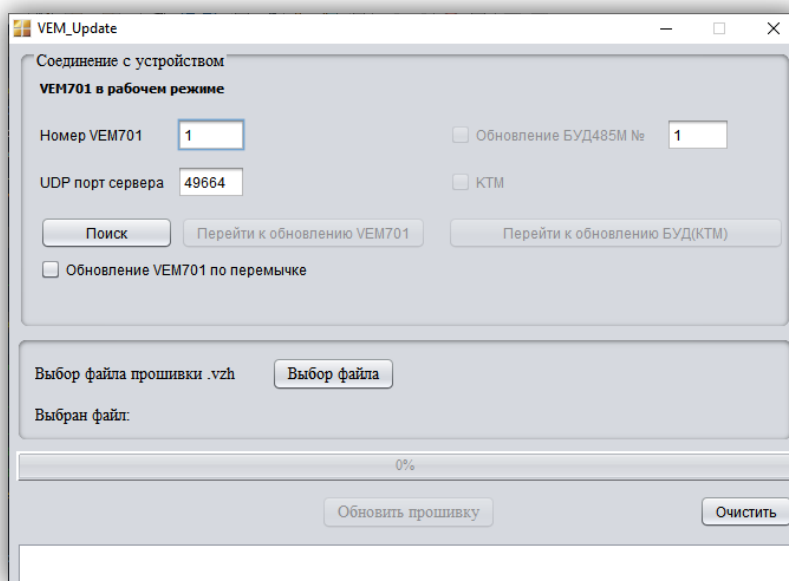 VEM_Update
Соединение с устройством
VEM701 в рабочем режиме
Номер VEM701 1 Обновление БУД485М № 1
UDP порт сервера 49664 КТМ
Поиск Перейти к обновлению VEM701 Перейти к обновлению БУД(КТМ)
Обновление VEM701 по перемычке
Выбор файла прошивки .vzh Выбор файла
Выбран файл:
0%
Обновить прошивку Очистить